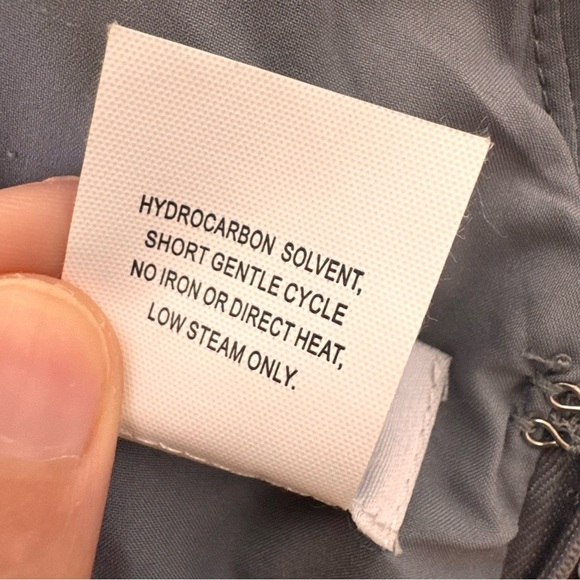 HYDROCARBON SOLVENT,
SHORT GENTLE CYCLE
NO IRON OR DIRECT HEAT,
LOW STEAM ONLY.